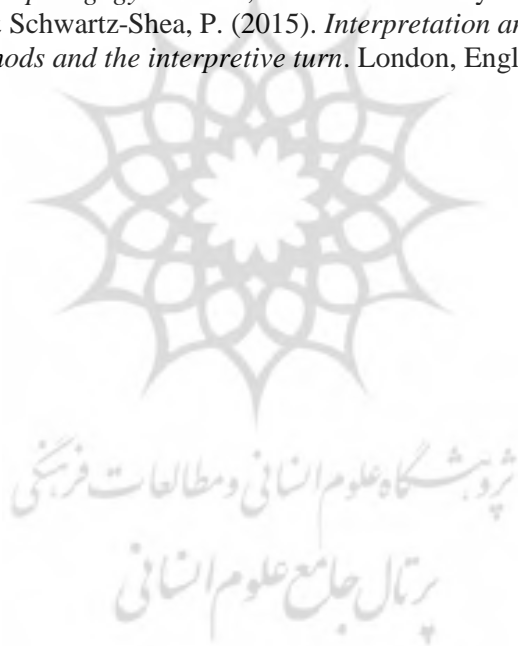 pedagogy
Schwartz-Shea, P. (2015). Interpretation an
nods and the interpretive turn. London, Engl
پژوهشگاه علوم انسانی و مطالعات فرهنگی
پرتال جامع علوم انسانی